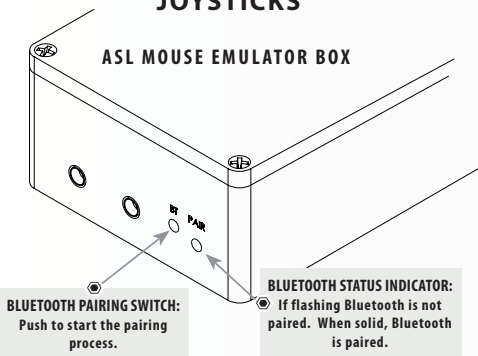 JOYSTICKS
ASL MOUSE EMULATOR BOX
BT PAIR
BLUETOOTH PAIRING SWITCH:
Push to start the pairing
process.
BLUETOOTH STATUS INDICATOR:
If flashing Bluetooth is not
paired. When solid, Bluetooth
is paired.